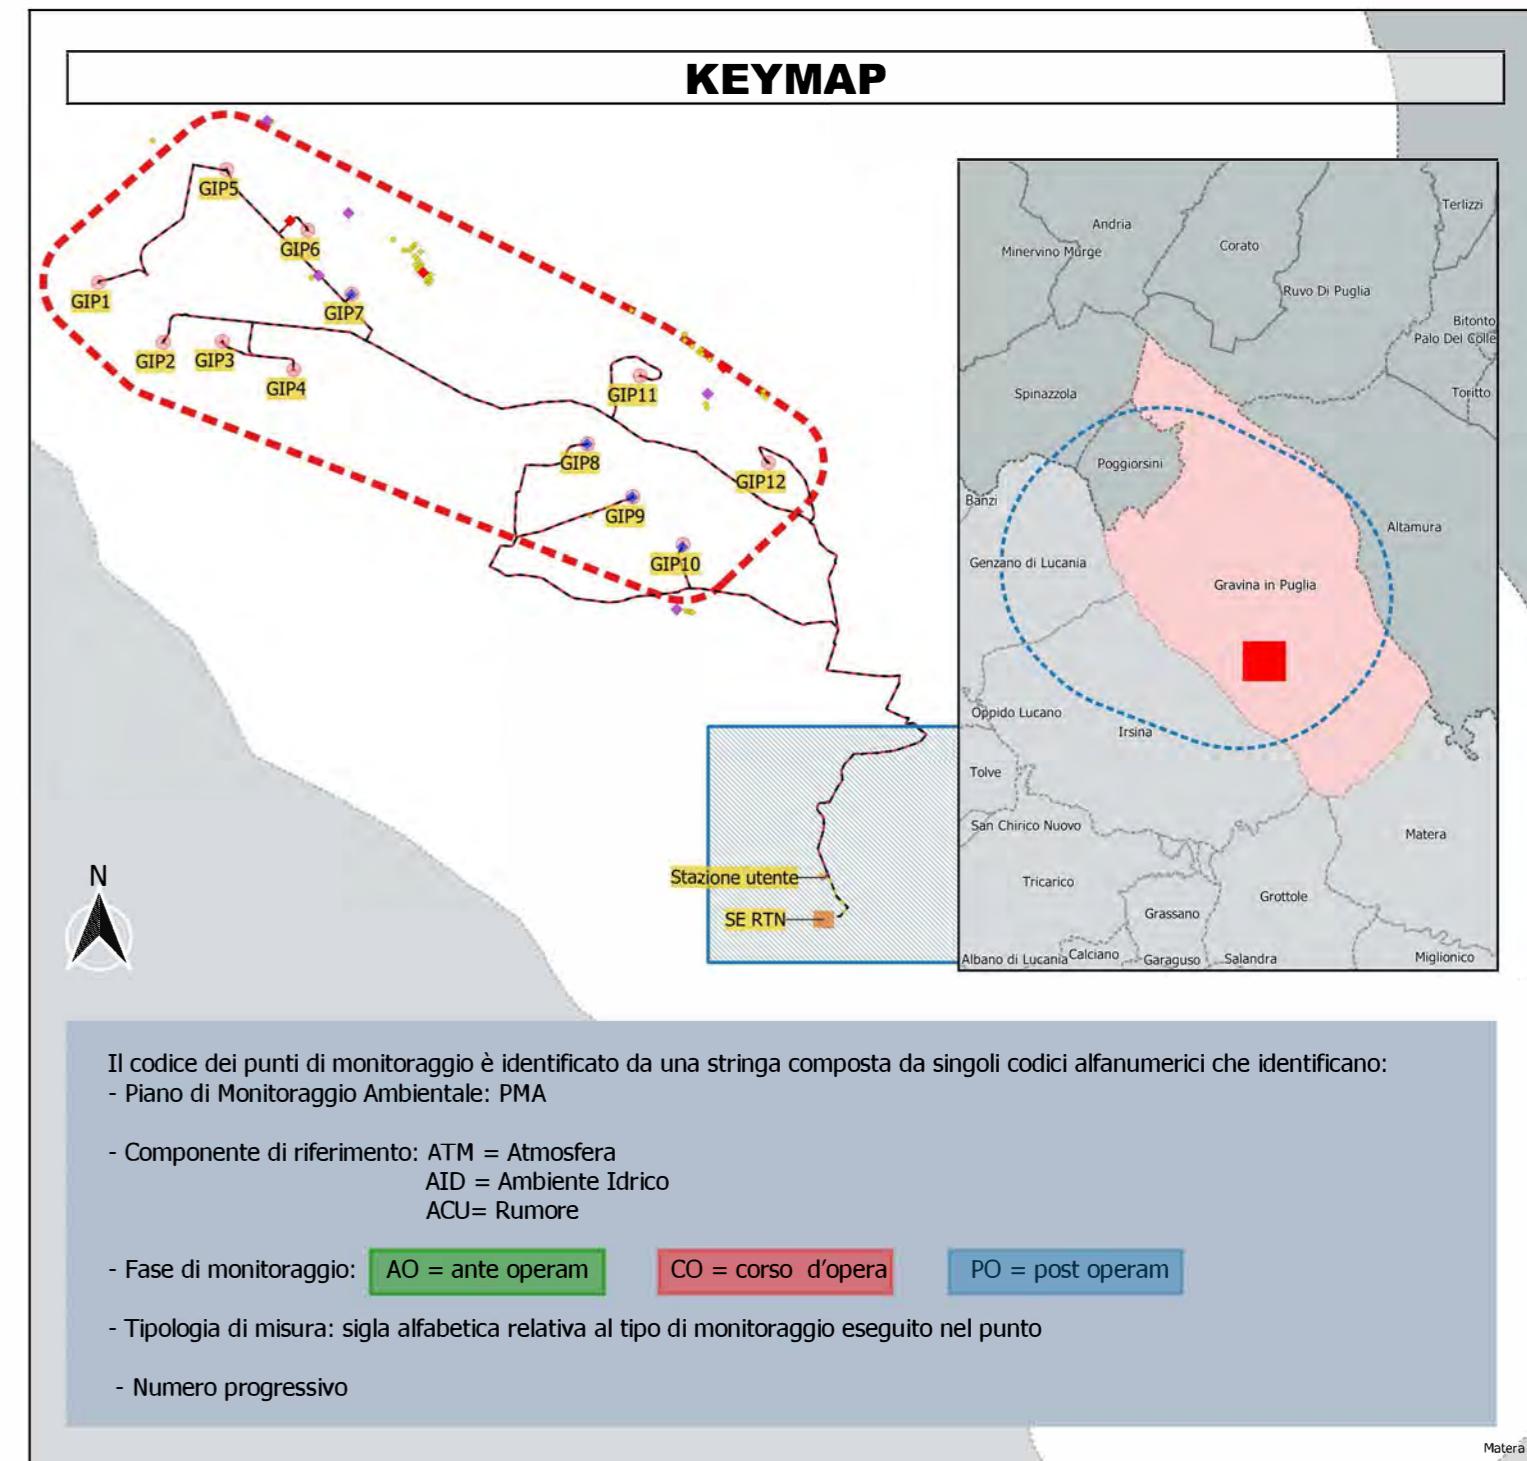 KEYMAP
GIP5
GIP6
GIP1
GIP7
GIP2
GIP3
GIP4
GIP11
GIP8
GIP12
GIP9
GIP10
Stazione utente
SE RTN
N
Terlizzi
Andria
Corato
Minervino Murge
Ruvo Di Puglia
Bitonto
Palo Del Colle
Spinazzola
Toritto
Poggiorsini
Banzi
Altamura
Genzano di Lucania
Gravina in Puglia
Oppido Lucano
Irsina
Tolve
San Chirico Nuovo
Matera
Tricarico
Grottole
Grassano
Albano di Lucania
Calciano
Garaguso
Salandra
Miglionico
Il codice dei punti di monitoraggio è identificato da una stringa composta da singoli codici alfanumerici che identificano:
- Piano di Monitoraggio Ambientale: PMA
- Componente di riferimento: ATM = Atmosfera
AID = Ambiente Idrico
ACU= Rumore
- Fase di monitoraggio: AO = ante operam CO = corso d'opera PO = post operam
- Tipologia di misura: sigla alfabetica relativa al tipo di monitoraggio eseguito nel punto
- Numero progressivo
Matera